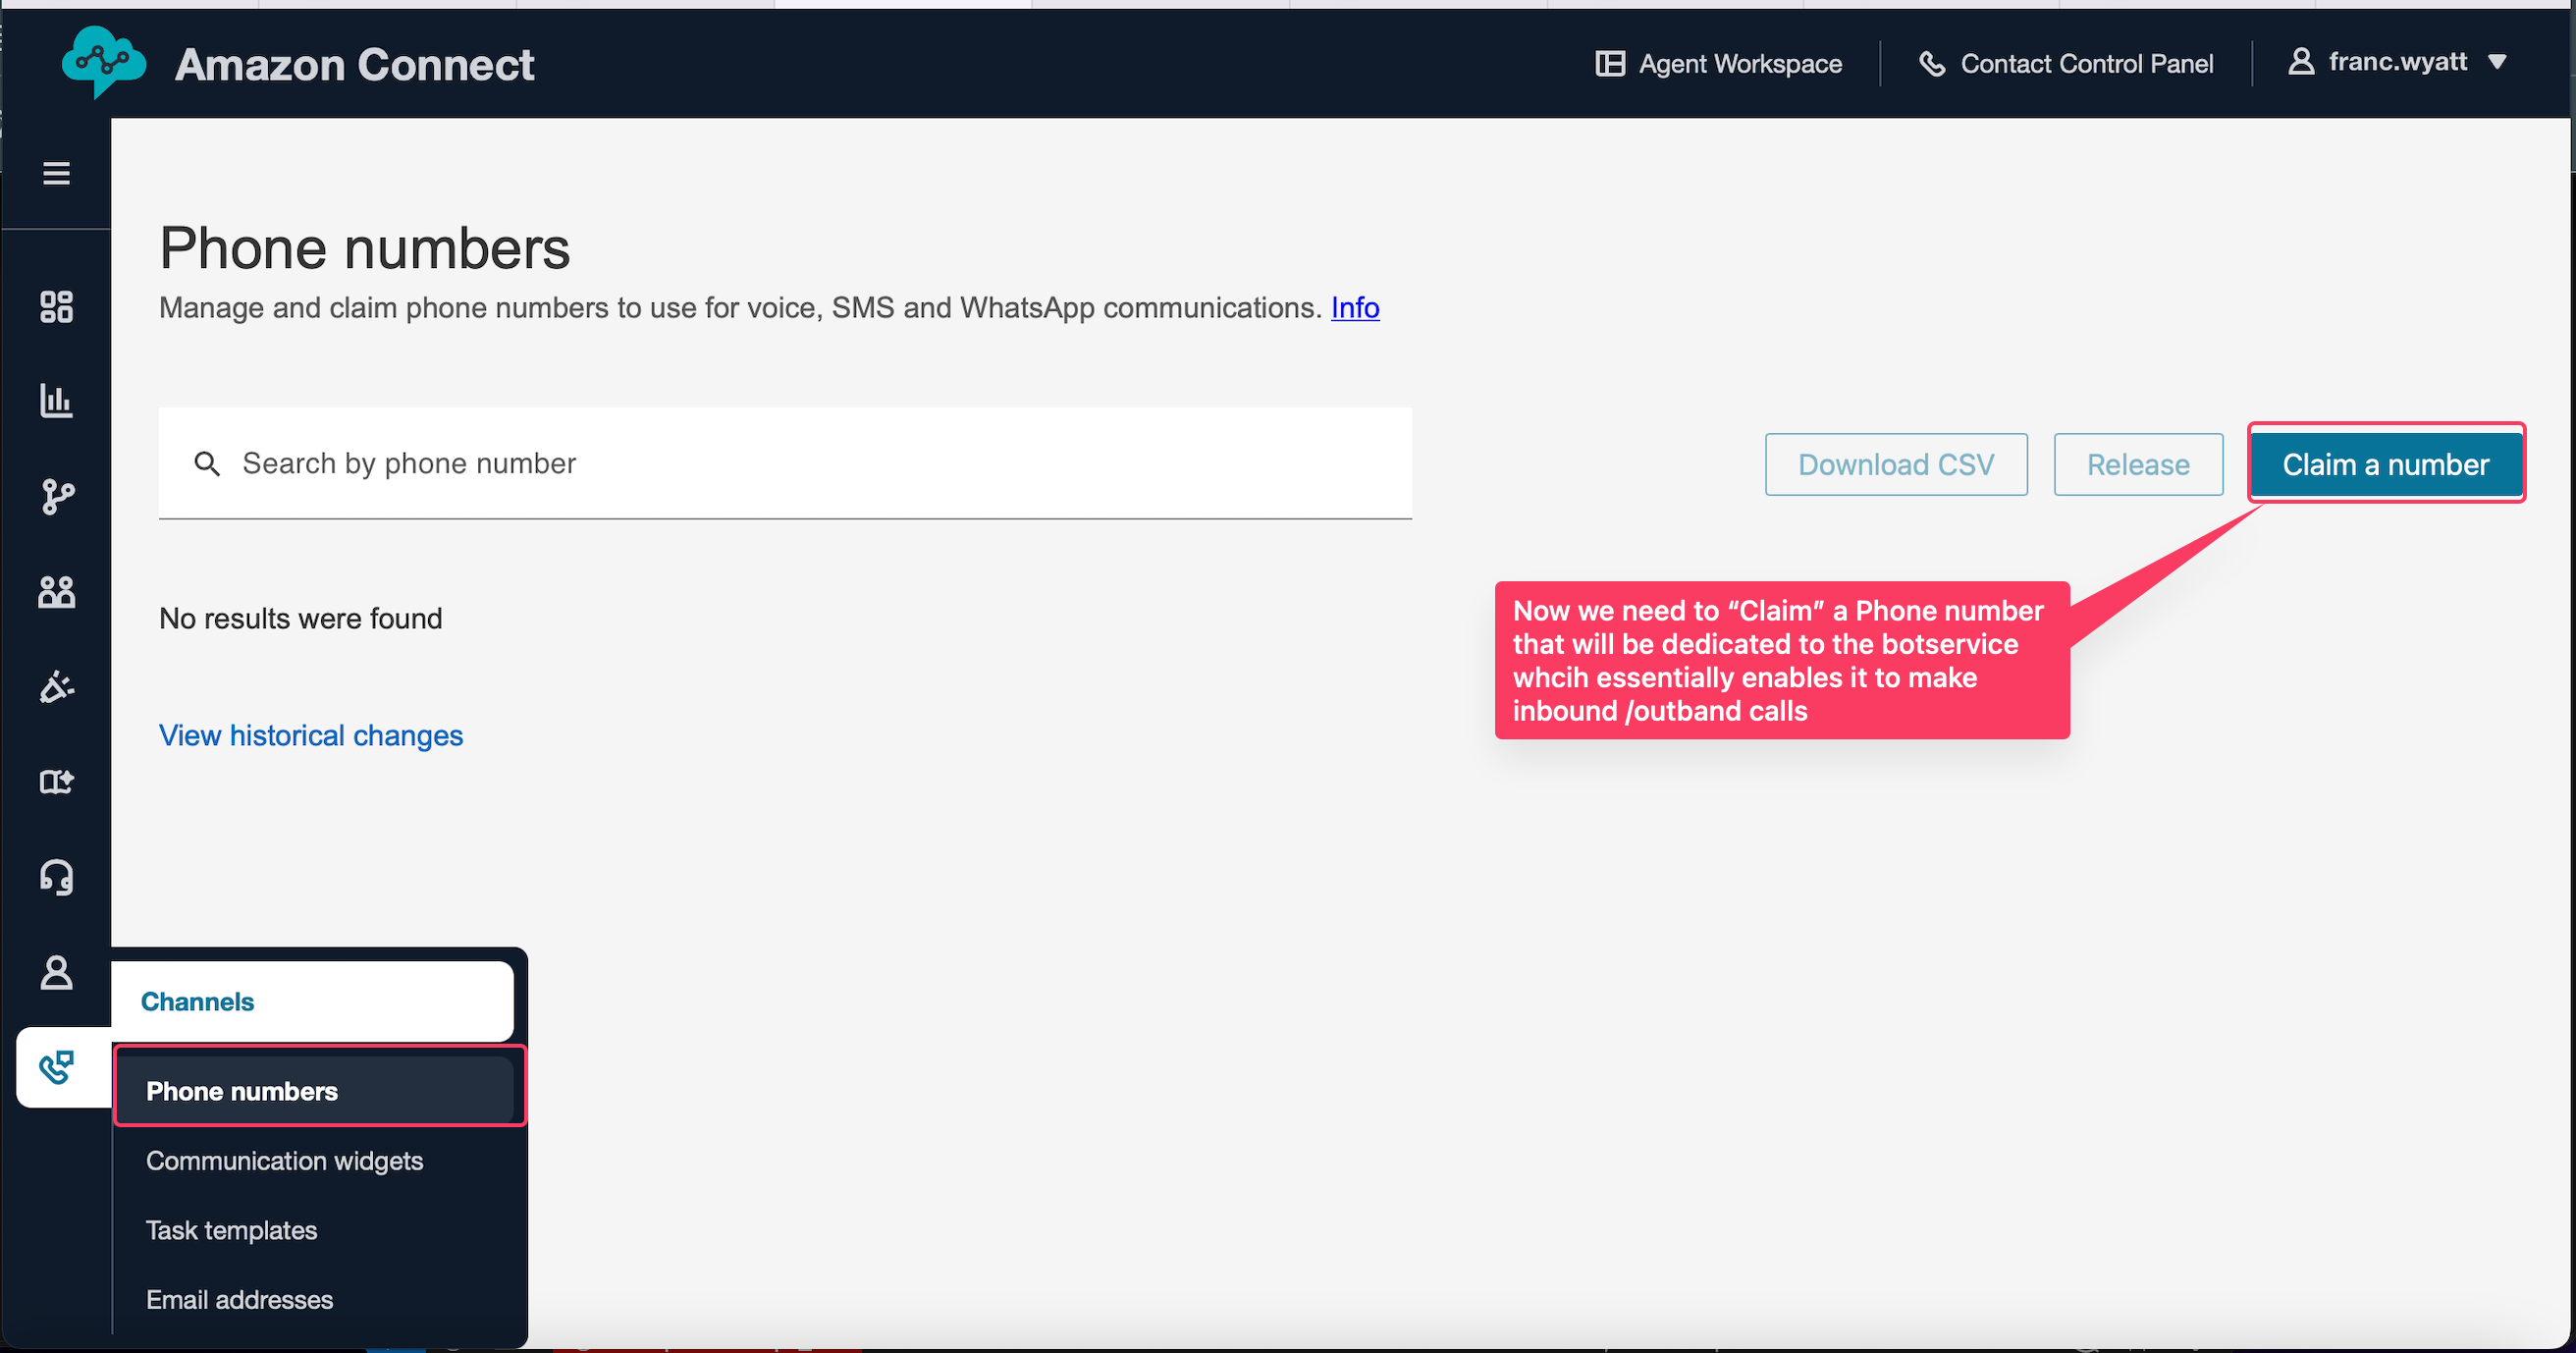 Amazon Connect
Agent Workspace
Contact Control Panel
franc.wyatt
Phone numbers
Manage and claim phone numbers to use for voice, SMS and WhatsApp communications. Info
Search by phone number
Download CSV
Release
Claim a number
Now we need to “Claim” a Phone number
that will be dedicated to the botservice
whcih essentially enables it to make
inbound /outband calls
No results were found
View historical changes
Channels
Phone numbers
Communication widgets
Task templates
Email addresses